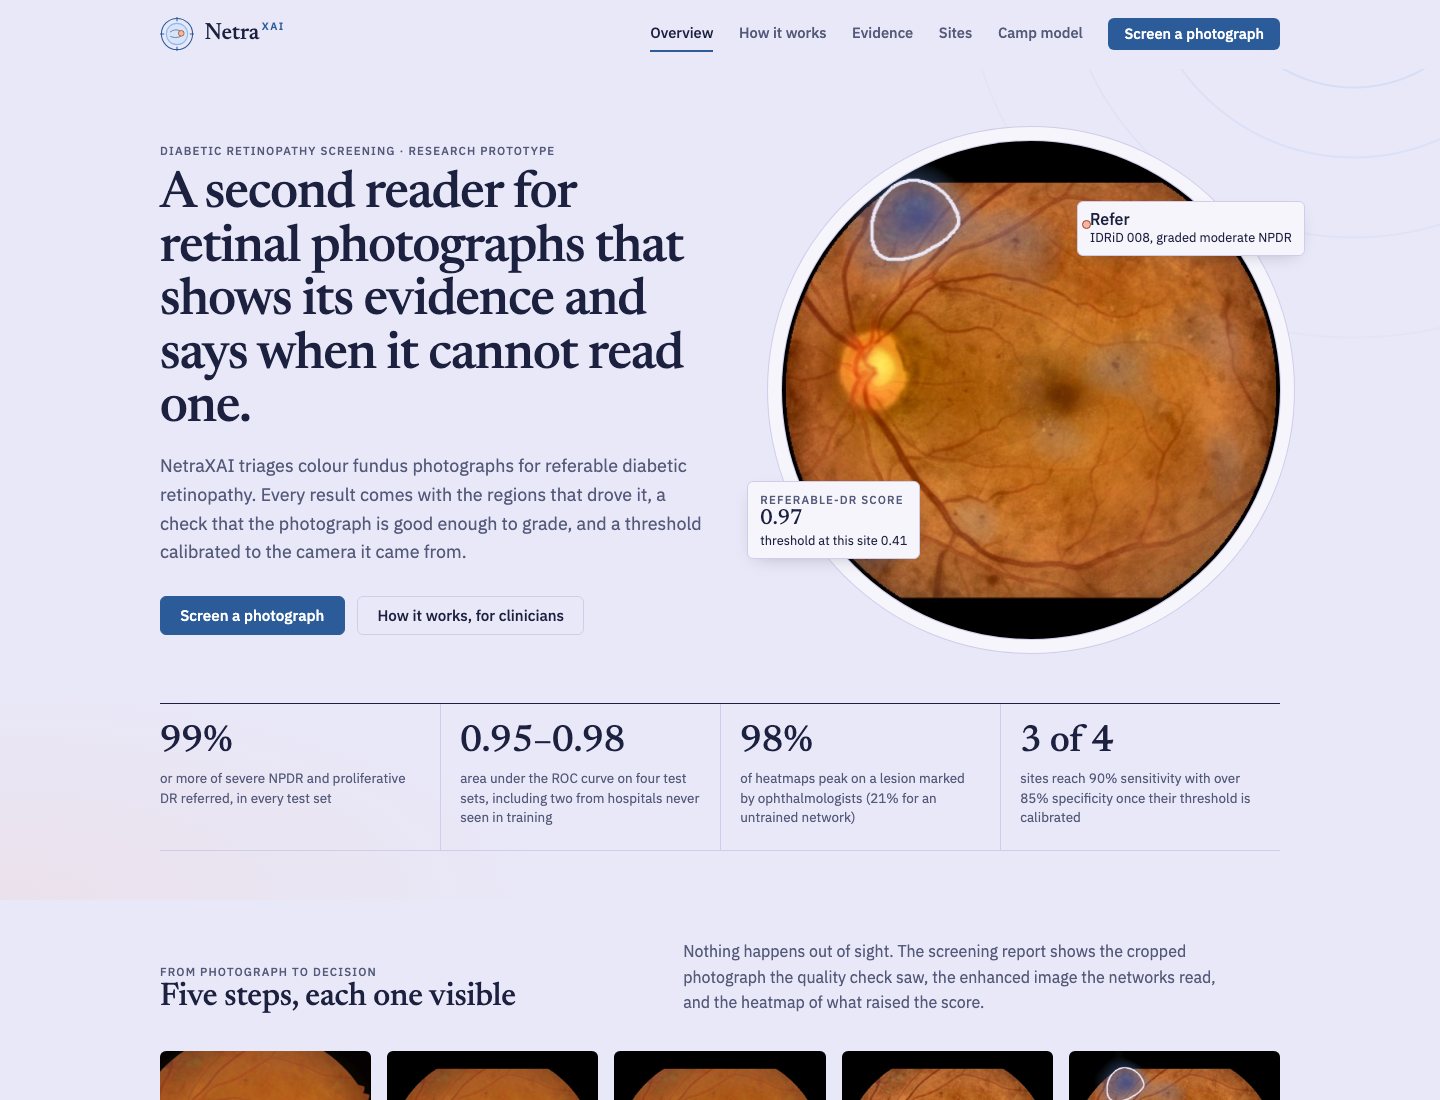 Netra XAI
Overview How it works Evidence Sites Camp model Screen a photograph
DIABETIC RETINOPATHY SCREENING · RESEARCH PROTOTYPE
A second reader for
retinal photographs that
shows its evidence and
says when it cannot read
one.
NetraXAI triages colour fundus photographs for referable diabetic
retinopathy. Every result comes with the regions that drove it, a
check that the photograph is good enough to grade, and a threshold
calibrated to the camera it came from.
Screen a photograph How it works, for clinicians
Refer
IDRiD 008, graded moderate NPDR
REFERABLE-DR SCORE
0.97
threshold at this site 0.41
99%
or more of severe NPDR and proliferative
DR referred, in every test set
0.95–0.98
area under the ROC curve on four test
sets, including two from hospitals never
seen in training
98%
of heatmaps peak on a lesion marked
by ophthalmologists (21% for an
untrained network)
3 of 4
sites reach 90% sensitivity with over
85% specificity once their threshold is
calibrated
FROM PHOTOGRAPH TO DECISION
Five steps, each one visible
Nothing happens out of sight. The screening report shows the cropped
photograph the quality check saw, the enhanced image the networks read,
and the heatmap of what raised the score.